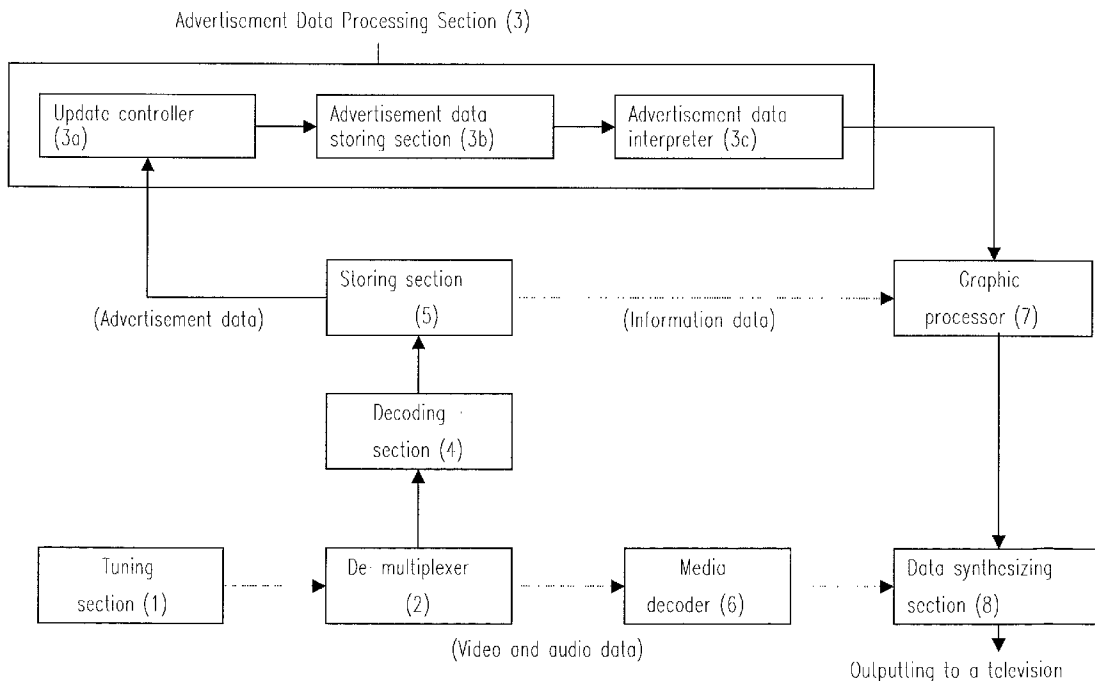 Advertisement Data Processing Section (3)
Update controller
(3a)
Advertisement data
storing section (3b)
Advertisement data
interpreter (3c)
Storing section
(5)
(Advertisement data)
(Information data)
Graphic
processor (7)
Decoding
section (4)
Tuning
section (1)
De-multiplexer
(2)
Media
decoder (6)
Data synthesizing
section (8)
(Video and audio data)
Outputting to a television